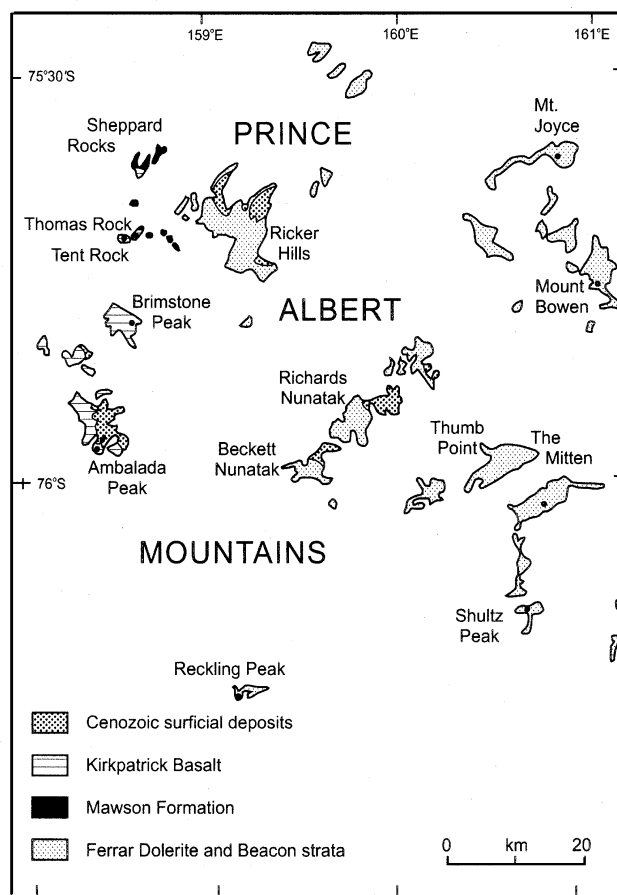 159°E
160°E
161°E
75°30'S
Mt.
Joyce
Sheppard
Rocks
PRINCE
Thomas Rock
Tent Rock
Ricker
Hills
Mount
Bowen
Brimstone
Peak
ALBERT
Richards
Nunatak
Thumb
Point
The
Mitten
Beckett
Nunatak
Ambalada
Peak
76°S
MOUNTAINS
Shultz
Peak
Reckling Peak
Cenozoic surficial deposits
Kirkpatrick Basalt
Mawson Formation
Ferrar Dolerite and Beacon strata
0 km 20